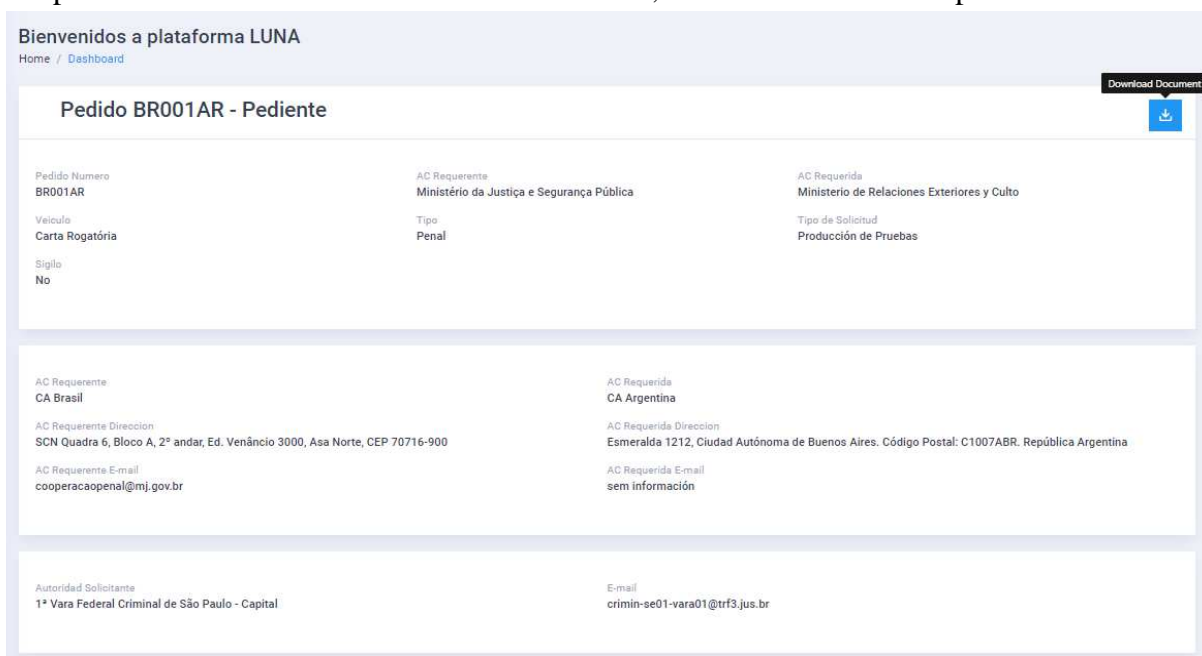 Bienvenidos a plataforma LUNA
Home / Dashboard
Download Document
Pedido BR001AR - Pediente
Pedido Numero
BR001AR
AC Requerente
Ministério da Justiça e Segurança Pública
AC Requerida
Ministerio de Relaciones Exteriores y Culto
Veiculo
Carta Rogatória
Tipo
Penal
Tipo de Solicitud
Producción de Pruebas
Sigilo
No
AC Requerente
CA Brasil
AC Requerida
CA Argentina
AC Requerente Direccion
SCN Quadra 6, Bloco A, 2º andar, Ed. Venâncio 3000, Asa Norte, CEP 70716-900
AC Requerida Direccion
Esmeralda 1212, Ciudad Autónoma de Buenos Aires. Código Postal: C1007ABR. República Argentina
AC Requerente E-mail
cooperacaopenal@mj.gov.br
AC Requerida E-mail
sem información
Autoridad Solicitante
1ª Vara Federal Criminal de São Paulo - Capital
E-mail
crimin-se01-vara01@trf3.jus.br